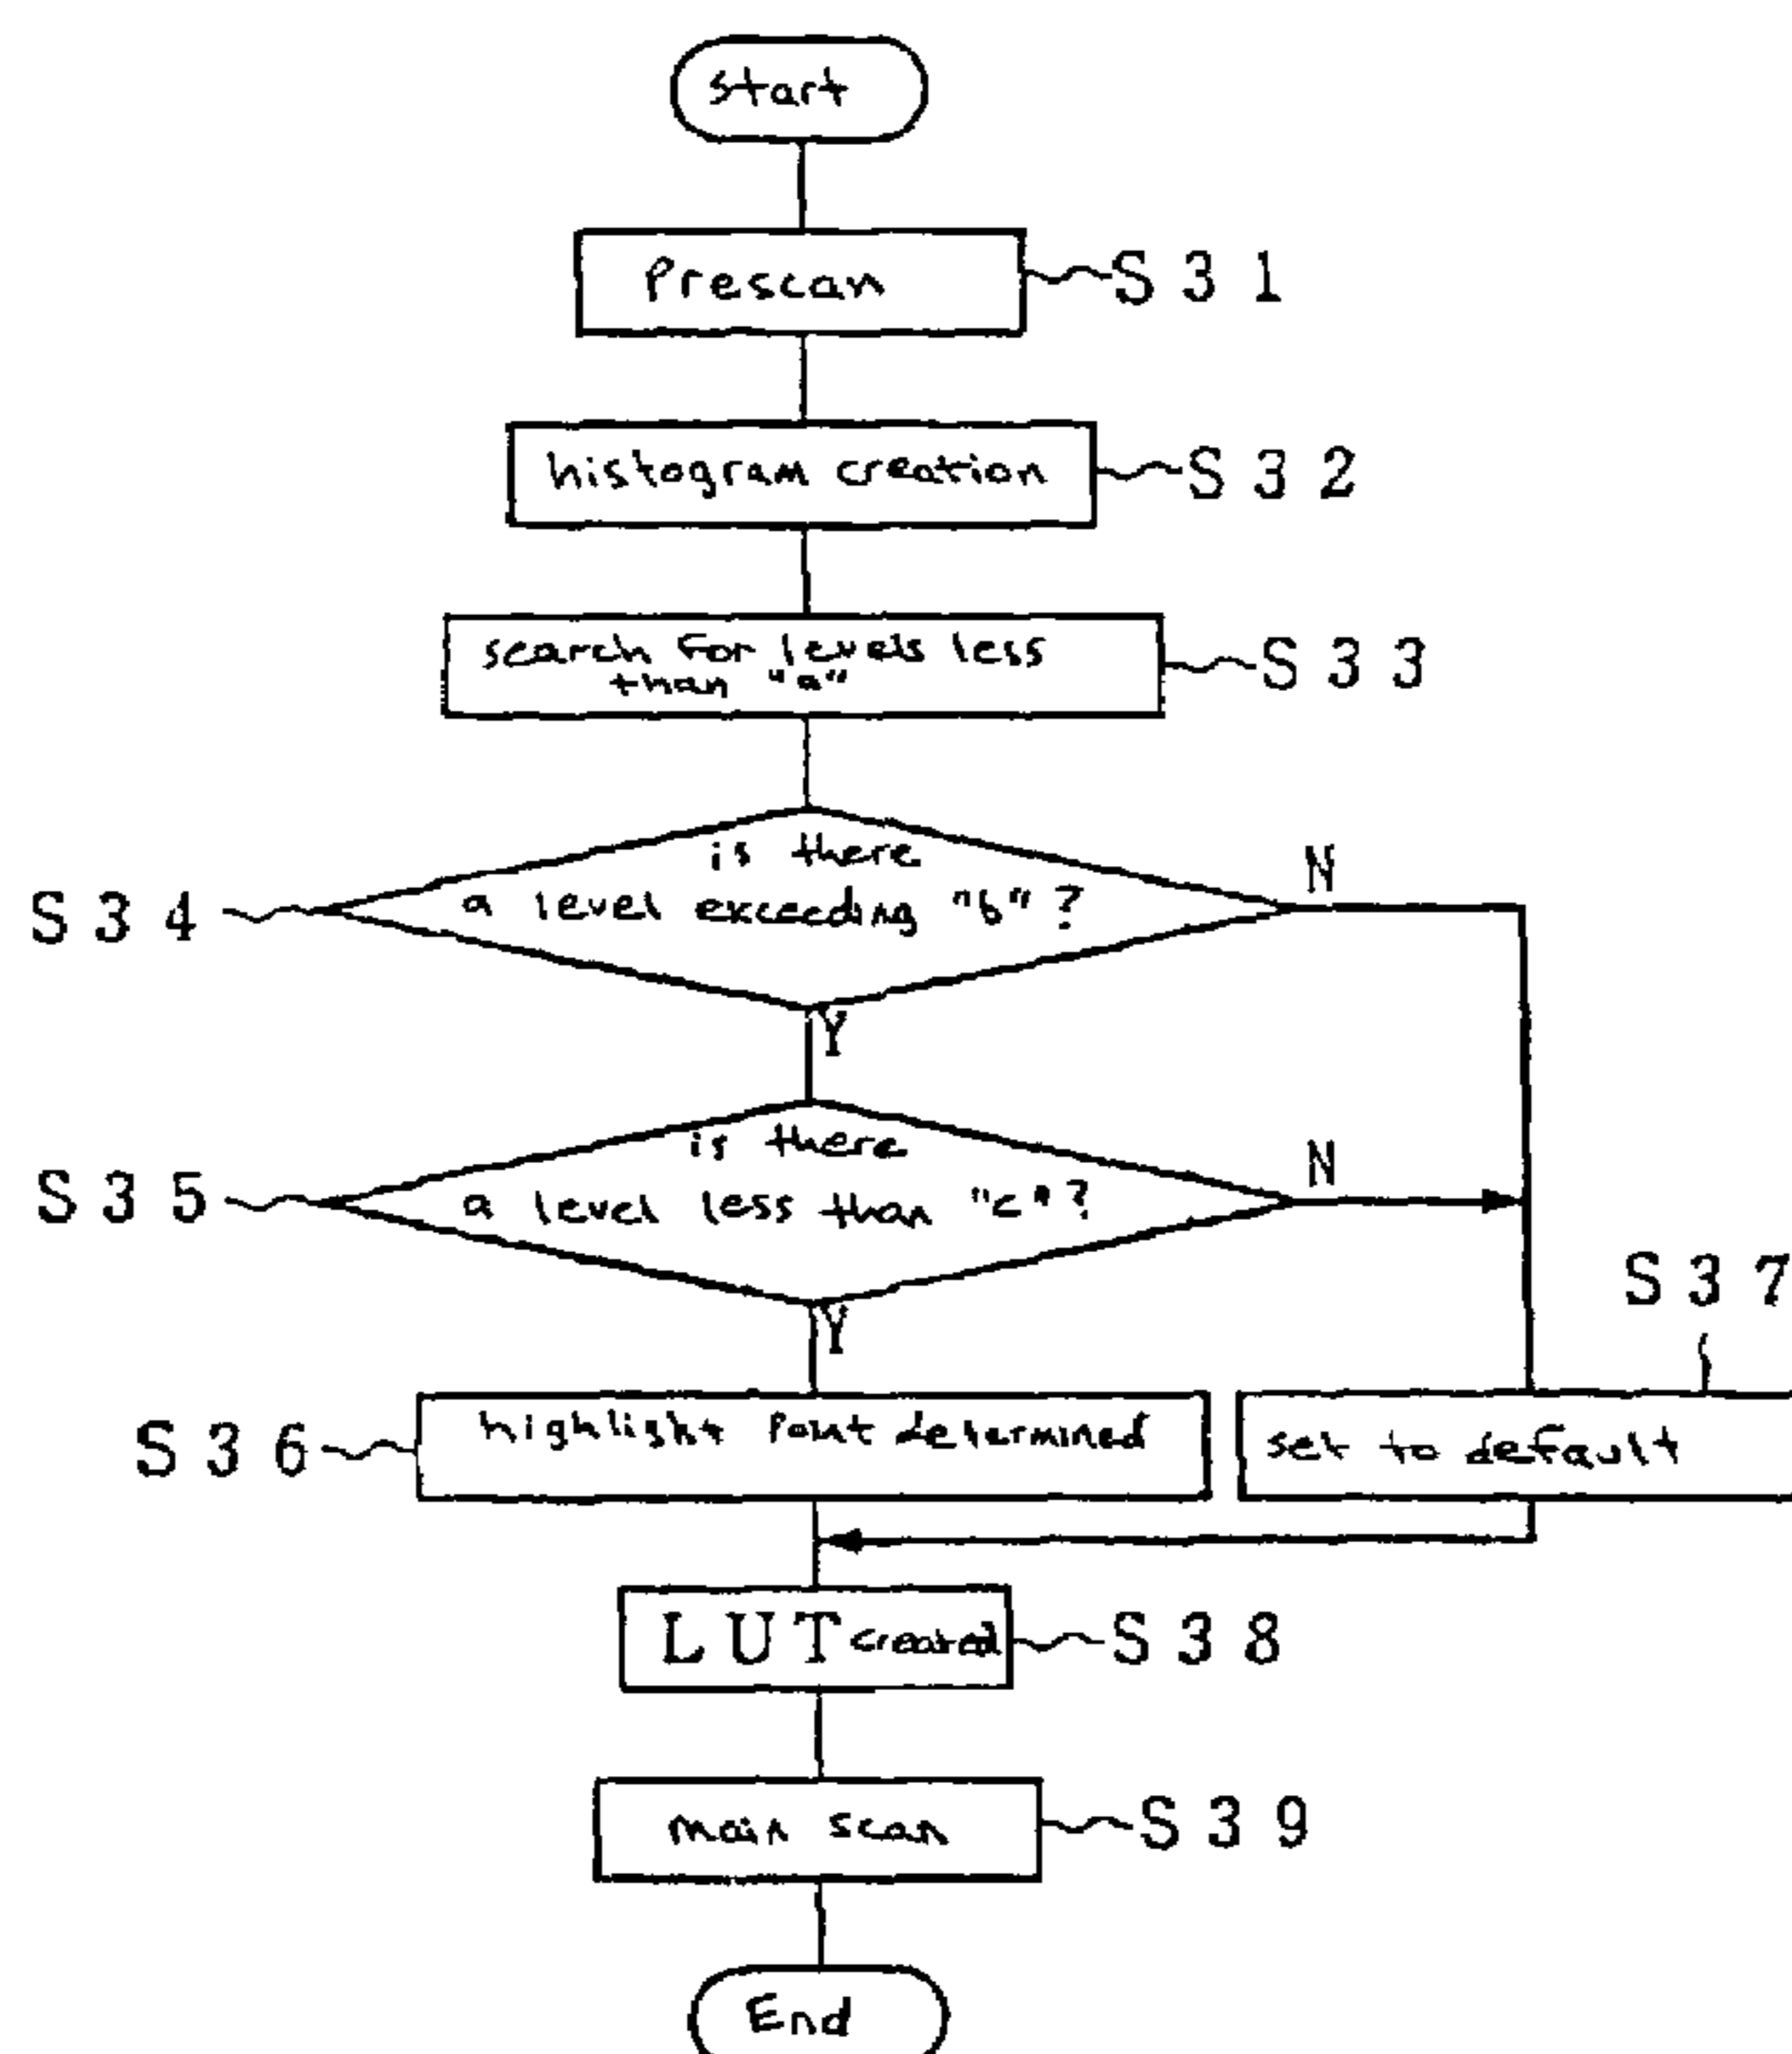 start
Prescan
S31
histogram creation
S32
search for levels less
than "a"
S33
is there
a level exceeding "b"?
N
S34
Y
is there
a level less than "c"?
N
S35
Y
S37
highlight point determined
S36
set to default
LUT created
S38
main scan
S39
End